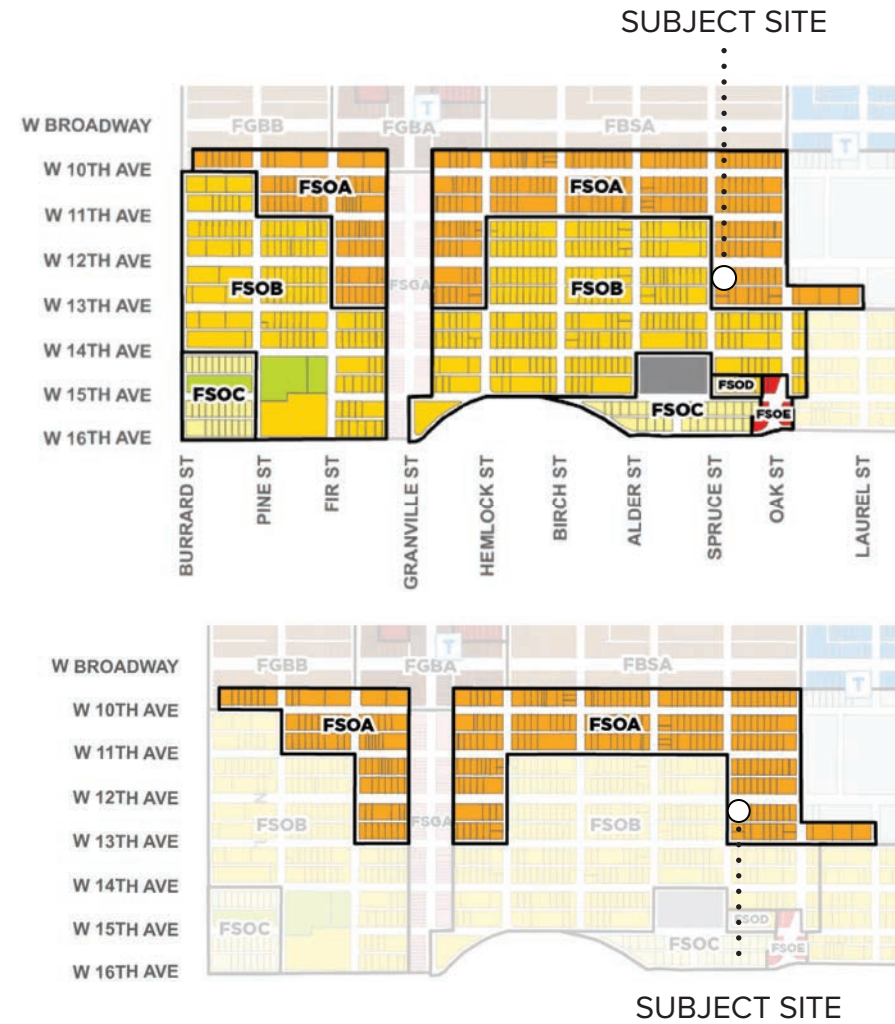 SUBJECT SITE
W BROADWAY
FGBB
FGBA
T
FBSA
T
W 10TH AVE
FSOA
FSOA
W 11TH AVE
W 12TH AVE
FSOB
FSGA
FSOB
W 13TH AVE
W 14TH AVE
W 15TH AVE
FSOC
FSOD
FSOC
FSOE
W 16TH AVE
BURRARD ST
PINE ST
FIR ST
GRANVILLE ST
HEMLOCK ST
BIRCH ST
ALDER ST
SPRUCE ST
OAK ST
LAUREL ST
W BROADWAY
FGBB
FGBA
T
FBSA
T
W 10TH AVE
FSOA
FSOA
W 11TH AVE
W 12TH AVE
FSOB
FSGA
FSOB
W 13TH AVE
W 14TH AVE
W 15TH AVE
FSOC
FSOD
FSOC
FSOE
W 16TH AVE
SUBJECT SITE